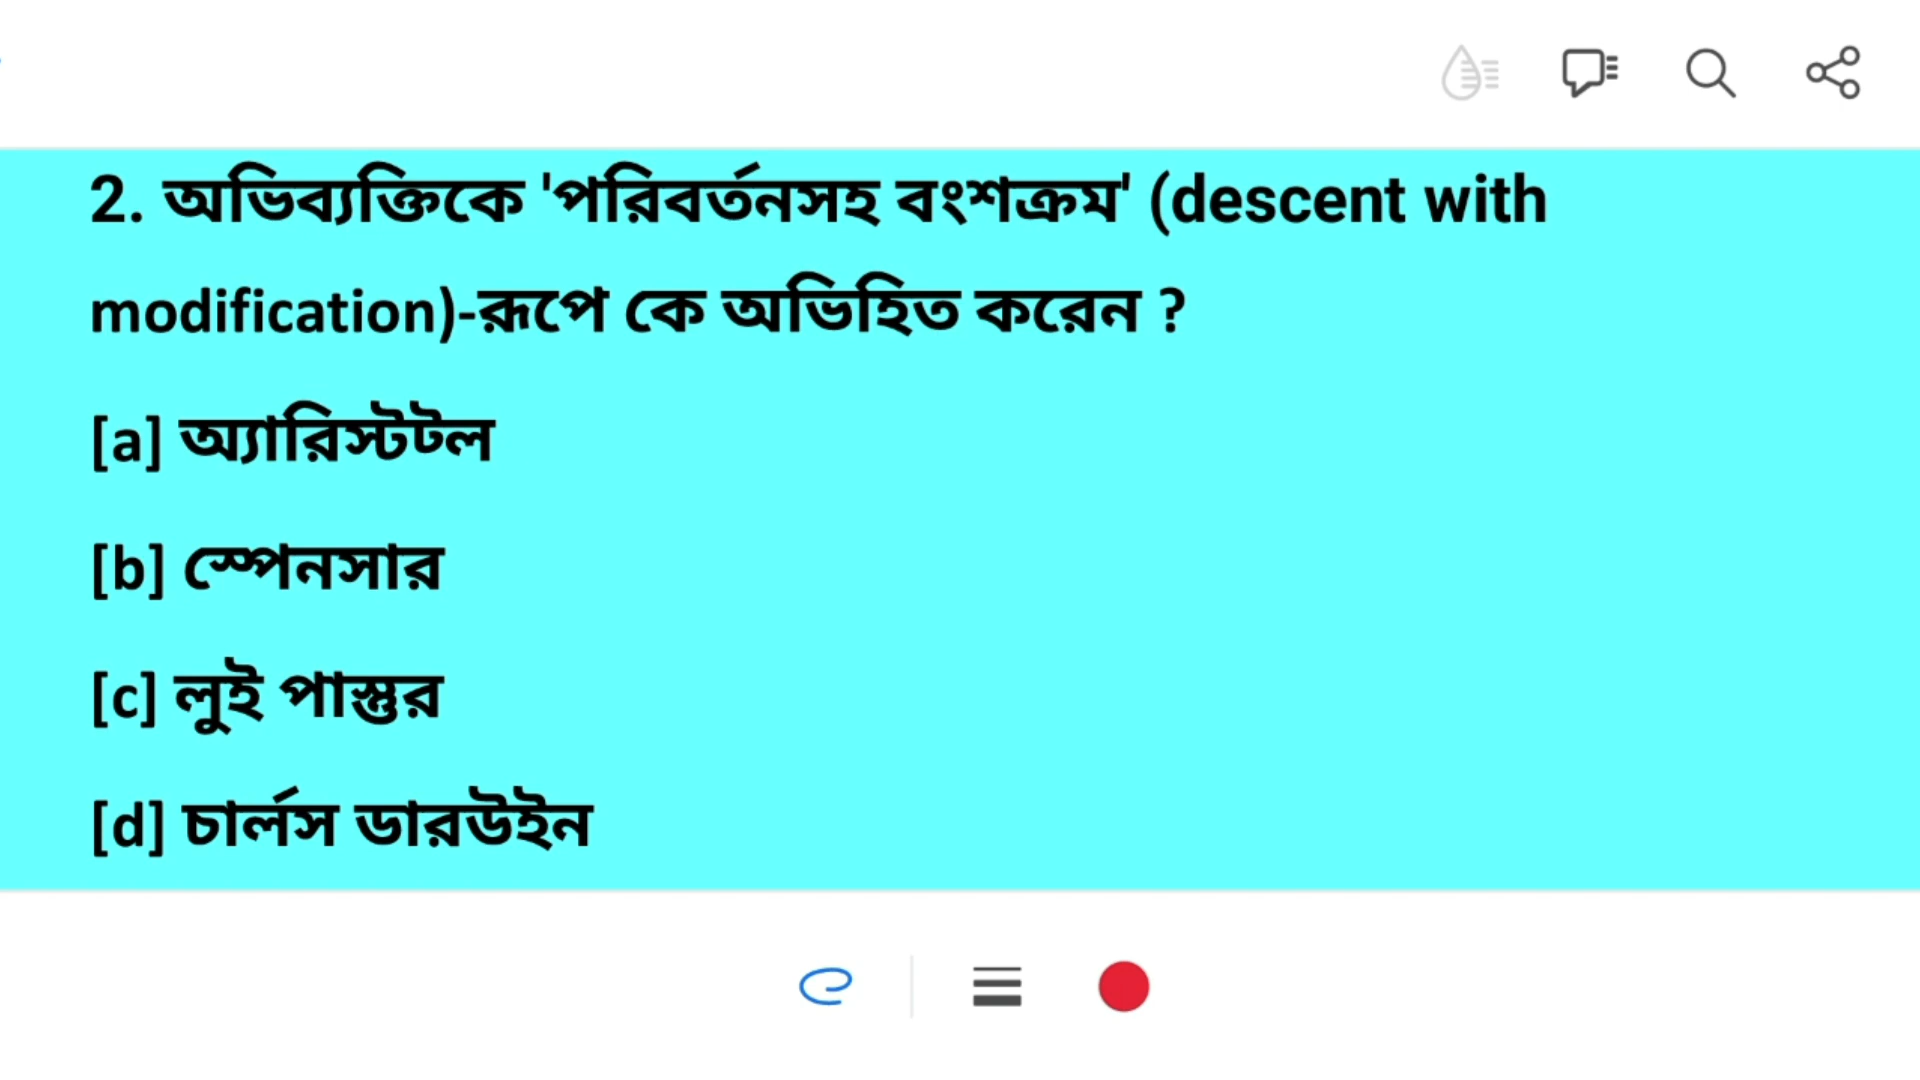 2. অভিব্যক্তিকে 'পরিবর্তনসহ বংশক্রম' (descent with
modification)-রূপে কে অভিহিত করেন ?
[a] অ্যারিস্টটল
[b] স্পেনসার
[c] লুই পাস্তুর
[d] চার্লস ডারউইন